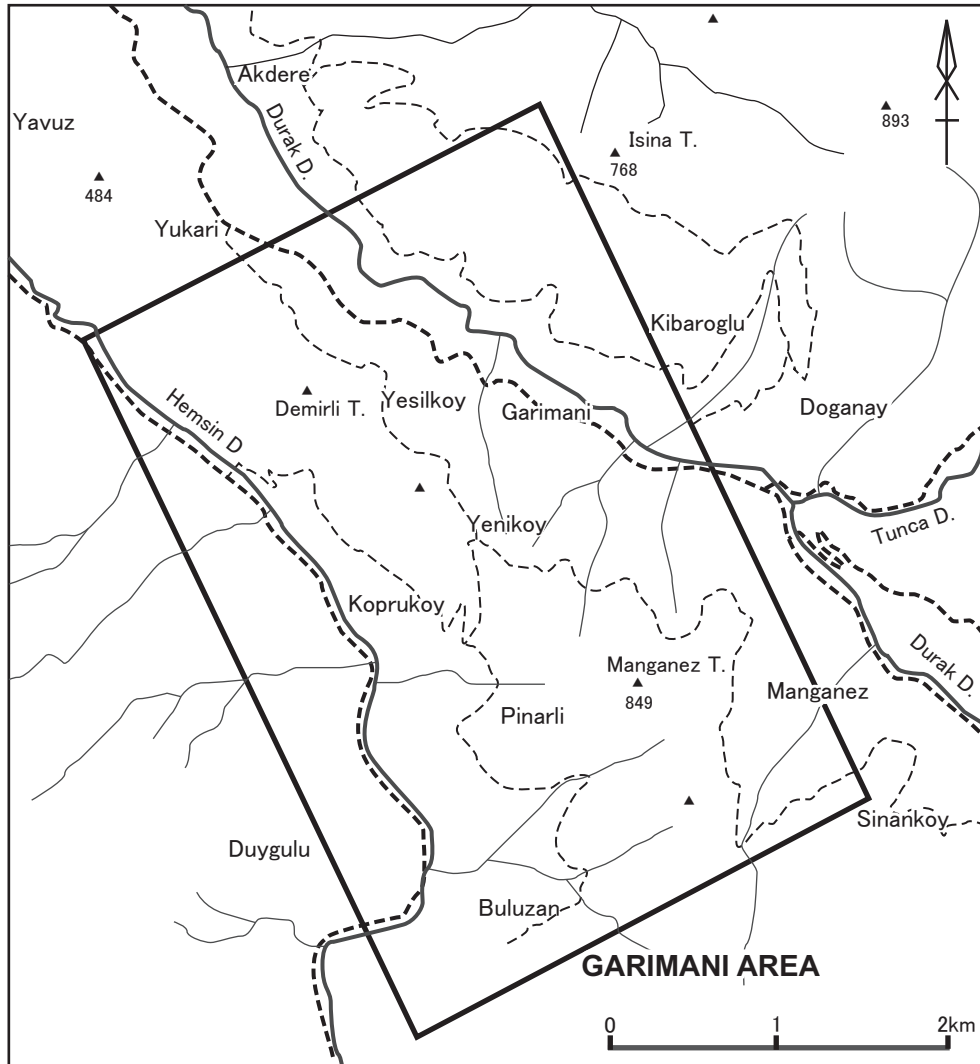 Akdere
Yavuz
Durak D.
Isina T.
893
768
484
Yukari
Kibaroglu
Hemsin D
Demirli T.
Yesilkoy
Garimani
Doganay
Yenikoy
Tunca D.
Koprukoy
Manganez T.
849
Manganez
Durak D.
Pinarli
Sinankoy
Duygulu
Buluzan
GARIMANI AREA
0 1 2km